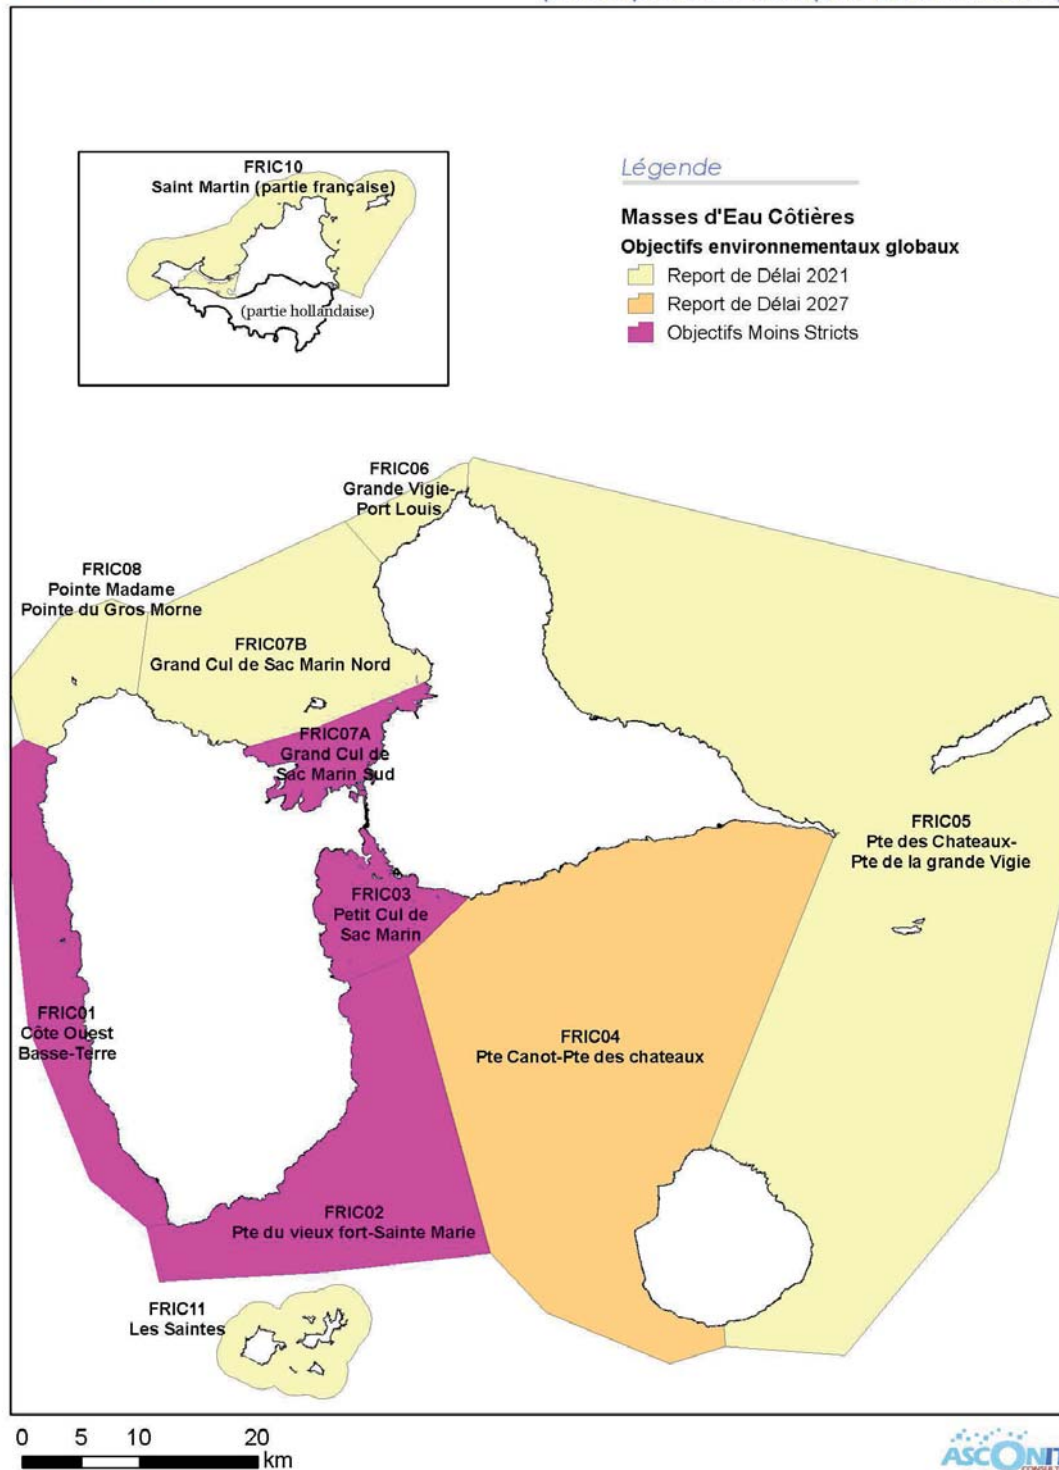 FRIC10
Saint Martin (partie française)
(partie hollandaise)
Légende
Masses d'Eau Côtières
Objectifs environnementaux globaux
Report de Délai 2021
Report de Délai 2027
Objectifs Moins Stricts
FRIC06
Grande Vigie-
Port Louis
FRIC08
Pointe Madame
Pointe du Gros Morne
FRIC07B
Grand Cul de Sac Marin Nord
FRIC07A
Grand Cul de
Sac Marin Sud
FRIC05
Pte des Chateaux-
Pte de la grande Vigie
FRIC03
Petit Cul de
Sac Marin
FRIC01
Côte Ouest
Basse-Terre
FRIC04
Pte Canot-Pte des chateaux
FRIC02
Pte du vieux fort-Sainte Marie
FRIC11
Les Saintes
0 5 10 20
km
ASCONIT
CONSULT